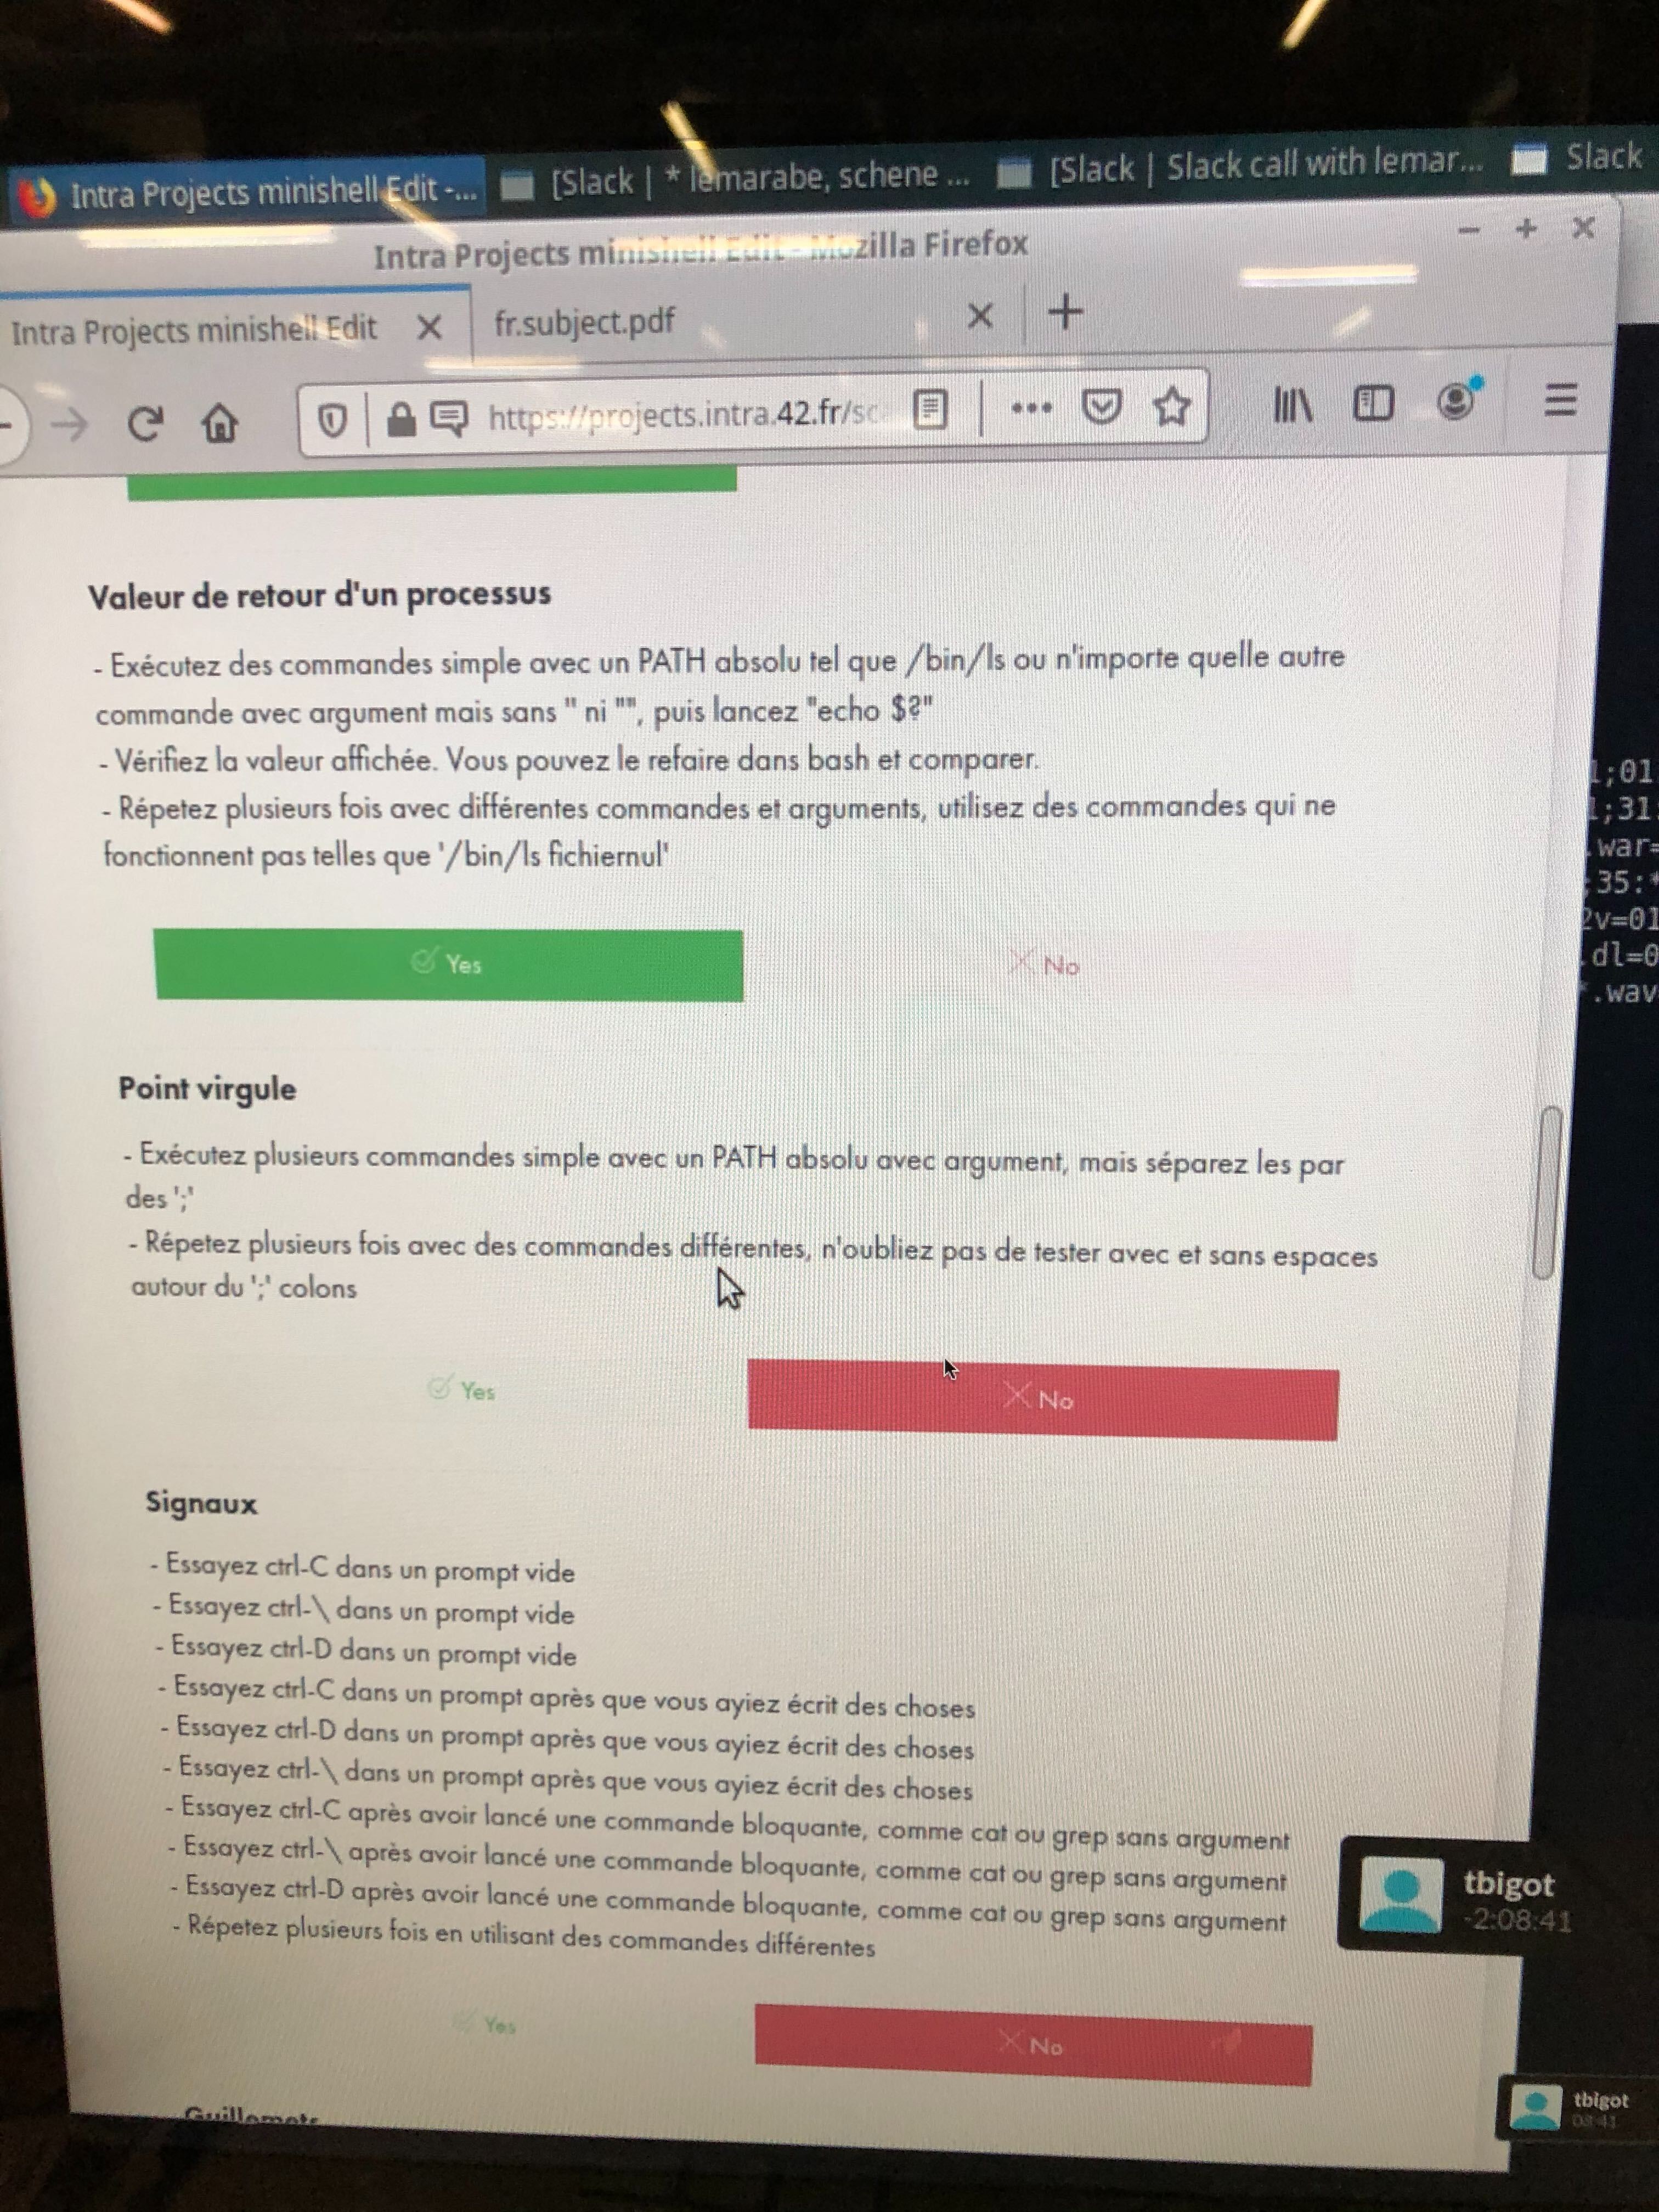 Intra Projects minishell Edit -...
[Slack | * lemarabe, schene ...
[Slack | Slack call with lemar...
Slack
Intra Projects minishell Edit - Mozilla Firefox
Intra Projects minishell Edit
fr.subject.pdf
https://projects.intra.42.fr/sc
Valeur de retour d'un processus
- Exécutez des commandes simple avec un PATH absolu tel que /bin/ls ou n'importe quelle autre
commande avec argument mais sans '' ni "", puis lancez "echo $?"
- Vérifiez la valeur affichée. Vous pouvez le refaire dans bash et comparer.
- Répetez plusieurs fois avec différentes commandes et arguments, utilisez des commandes qui ne
fonctionnent pas telles que '/bin/ls fichiernul'
Yes
No
Point virgule
- Exécutez plusieurs commandes simple avec un PATH absolu avec argument, mais séparez les par
des ';'
- Répetez plusieurs fois avec des commandes différentes, n'oubliez pas de tester avec et sans espaces
autour du ';' colons
Yes
No
Signaux
- Essayez ctrl-C dans un prompt vide
- Essayez ctrl-\ dans un prompt vide
- Essayez ctrl-D dans un prompt vide
- Essayez ctrl-C dans un prompt après que vous ayiez écrit des choses
- Essayez ctrl-D dans un prompt après que vous ayiez écrit des choses
- Essayez ctrl-\ dans un prompt après que vous ayiez écrit des choses
- Essayez ctrl-C après avoir lancé une commande bloquante, comme cat ou grep sans argument
- Essayez ctrl-\ après avoir lancé une commande bloquante, comme cat ou grep sans argument
- Essayez ctrl-D après avoir lancé une commande bloquante, comme cat ou grep sans argument
- Répetez plusieurs fois en utilisant des commandes différentes
Yes
No
Guillemets
;01
;31
.war=
;35:*
v=01
.dl=0
.wav
tbigot
-2:08:41
tbigot
08:41